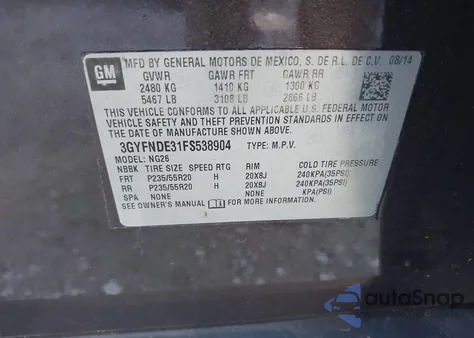 GM
MFD BY GENERAL MOTORS DE MEXICO, S. DE R.L. DE C.V. 08/14
GVWR GAWR FRT GAWR RR
2480 KG 1410 KG 1300 KG
5467 LB 3108 LB 2866 LB
THIS VEHICLE CONFORMS TO ALL APPLICABLE U.S. FEDERAL MOTOR
VEHICLE SAFETY AND THEFT PREVENTION STANDARDS IN EFFECT ON
THE DATE OF MANUFACTURE SHOWN ABOVE.
3GYFNDE31FS538904 TYPE: M.P.V.
MODEL: NG26
NBBK TIRE SIZE SPEED RTG RIM COLD TIRE PRESSURE
FRT P235/55R20 H 20X8J 240KPA(35PSI)
RR P235/55R20 H 20X8J 240KPA(35PSI)
SPA NONE NONE KPA(PSI)
SEE OWNER'S MANUAL FOR MORE INFORMATION.
autoSnap